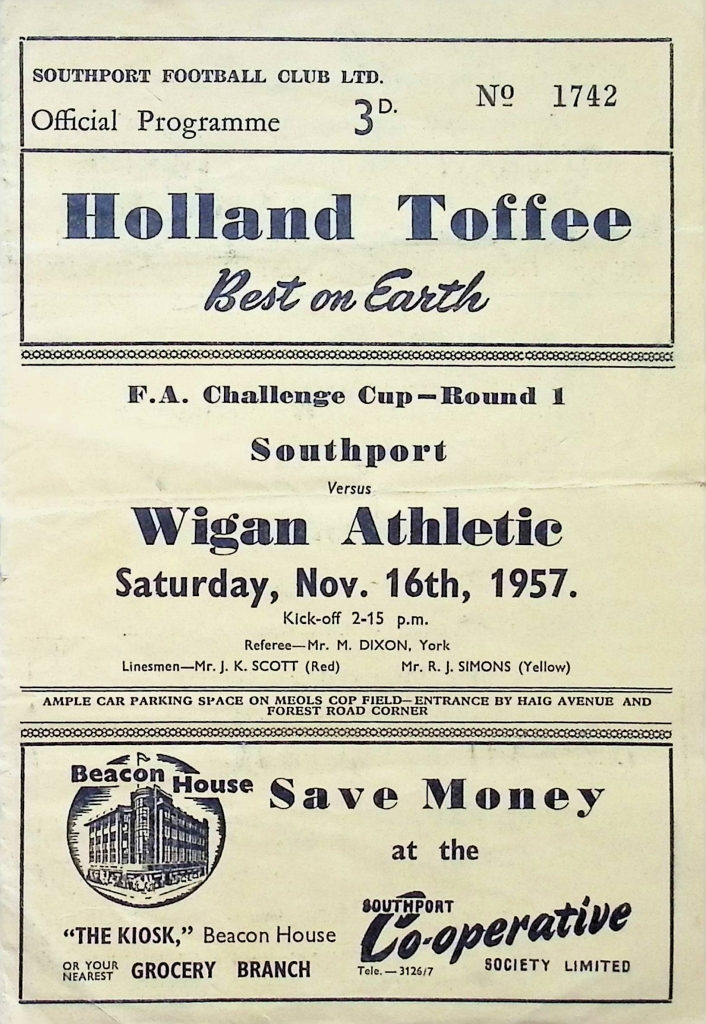 SOUTHPORT FOOTBALL CLUB LTD.
Official Programme 3D. Nº 1742
Holland Toffee
Best on Earth
F.A. Challenge Cup—Round 1
Southport
Versus
Wigan Athletic
Saturday, Nov. 16th, 1957.
Kick-off 2-15 p.m.
Referee—Mr. M. DIXON, York
Linesmen—Mr. J. K. SCOTT (Red) Mr. R. J. SIMONS (Yellow)
AMPLE CAR PARKING SPACE ON MEOLS COP FIELD—ENTRANCE BY HAIG AVENUE AND
FOREST ROAD CORNER
Beacon House
Save Money
at the
SOUTHPORT
Co-operative
SOCIETY LIMITED
Tele.—3126/7
"THE KIOSK," Beacon House
OR YOUR
NEAREST GROCERY BRANCH